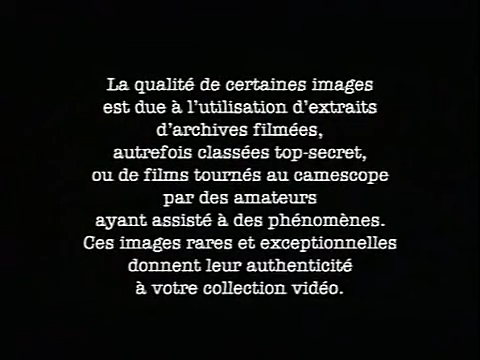 La qualité de certaines images
est due à l'utilisation d'extraits
d'archives filmées,
autrefois classées top-secret,
ou de films tournés au camescope
par des amateurs
ayant assisté à des phénomènes.
Ces images rares et exceptionnelles
donnent leur authenticité
à votre collection vidéo.